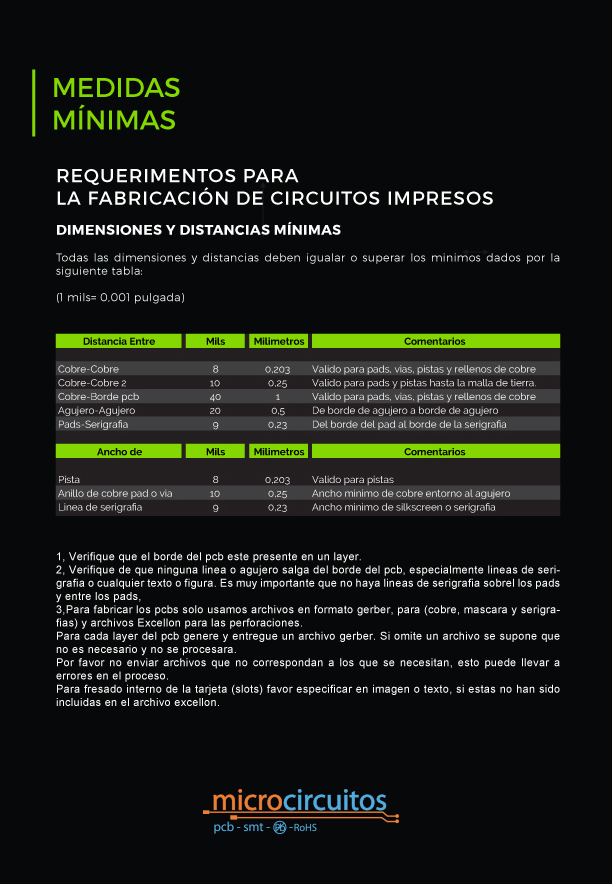 MEDIDAS
MÍNIMAS
REQUERIMENTOS PARA
LA FABRICACIÓN DE CIRCUITOS IMPRESOS
DIMENSIONES Y DISTANCIAS MÍNIMAS
Todas las dimensiones y distancias deben igualar o superar los minimos dados por la
siguiente tabla:
(1 mils= 0,001 pulgada)
Distancia Entre Mils Milimetros Comentarios
Cobre-Cobre 8 0,203 Valido para pads, vias, pistas y rellenos de cobre
Cobre-Cobre 2 10 0,25 Valido para pads y pistas hasta la malla de tierra.
Cobre-Borde pcb 40 1 Valido para pads, vias, pistas y rellenos de cobre
Agujero-Agujero 20 0,5 De borde de agujero a borde de agujero
Pads-Serigrafia 9 0,23 Del borde del pad al borde de la serigrafia
Ancho de Mils Milimetros Comentarios
Pista 8 0,203 Valido para pistas
Anillo de cobre pad o via 10 0,25 Ancho minimo de cobre entorno al agujero
Linea de serigrafia 9 0,23 Ancho minimo de silkscreen o serigrafia
1, Verifique que el borde del pcb este presente en un layer.
2, Verifique de que ninguna linea o agujero salga del borde del pcb, especialmente lineas de seri-
grafia o cualquier texto o figura. Es muy importante que no haya lineas de serigrafia sobrel los pads
y entre los pads,
3,Para fabricar los pcbs solo usamos archivos en formato gerber, para (cobre, mascara y serigra-
fias) y archivos Excellon para las perforaciones.
Para cada layer del pcb genere y entregue un archivo gerber. Si omite un archivo se supone que
no es necesario y no se procesara.
Por favor no enviar archivos que no correspondan a los que se necesitan, esto puede llevar a
errores en el proceso.
Para fresado interno de la tarjeta (slots) favor especificar en imagen o texto, si estas no han sido
incluidas en el archivo excellon.
microcircuitos
pcb - smt - Pb -RoHS